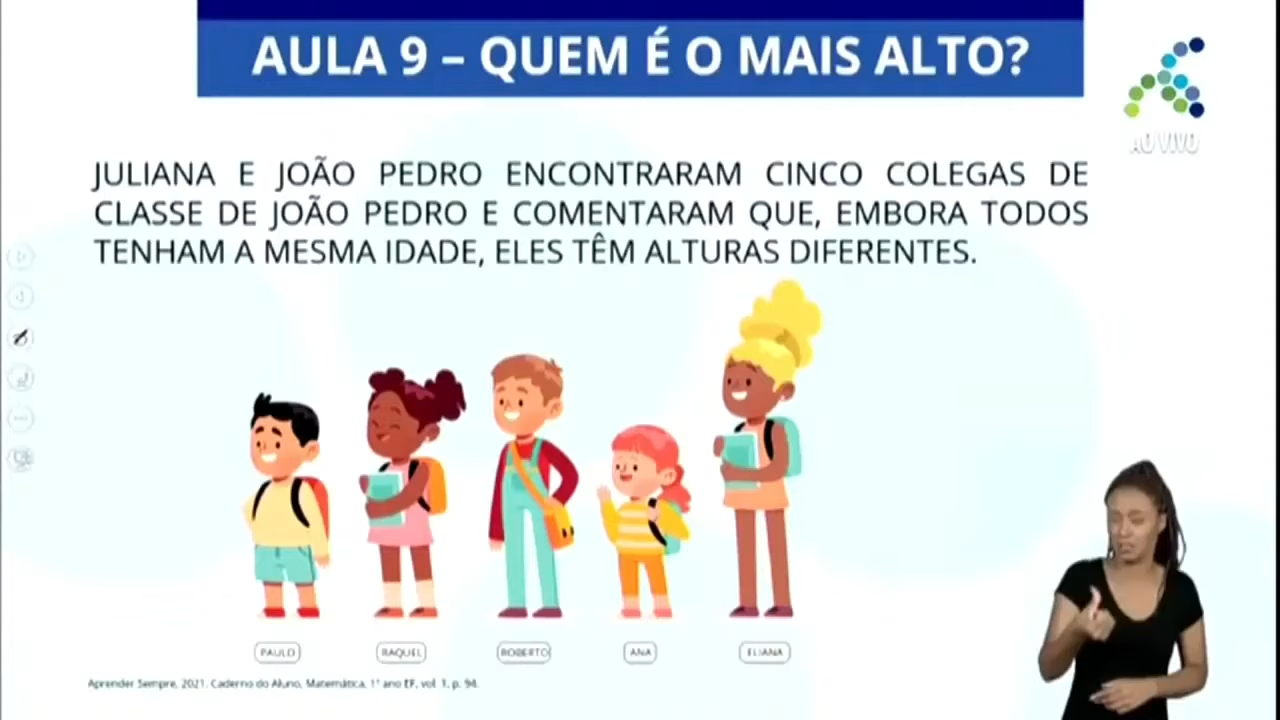 AULA 9 – QUEM É O MAIS ALTO?
AO VIVO
JULIANA E JOÃO PEDRO ENCONTRARAM CINCO COLEGAS DE
CLASSE DE JOÃO PEDRO E COMENTARAM QUE, EMBORA TODOS
TENHAM A MESMA IDADE, ELES TÊM ALTURAS DIFERENTES.
PAULO RAQUEL ROBERTO ANA ELIANA
Aprender Sempre, 2021. Caderno do Aluno, Matemática, 1º ano EF, vol. 1, p. 94.